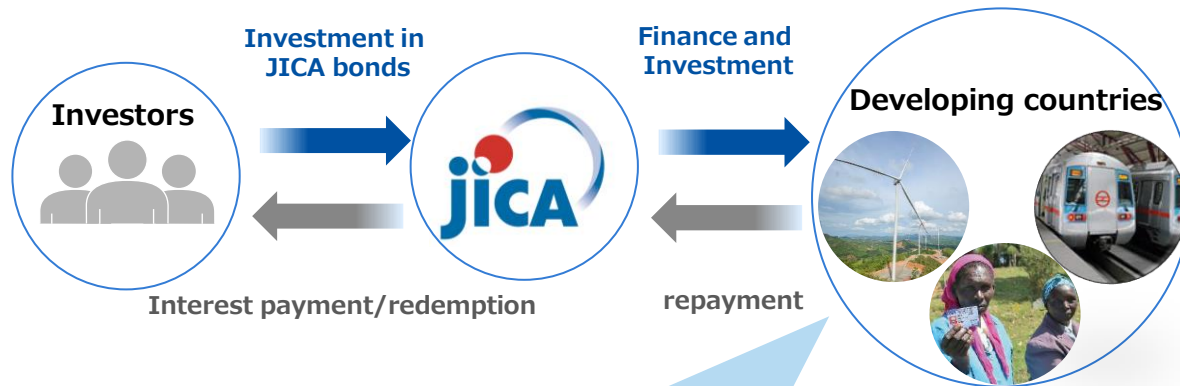 Investment in
JICA bonds
Finance and
Investment
Investors
jica
Developing countries
Interest payment/redemption
repayment